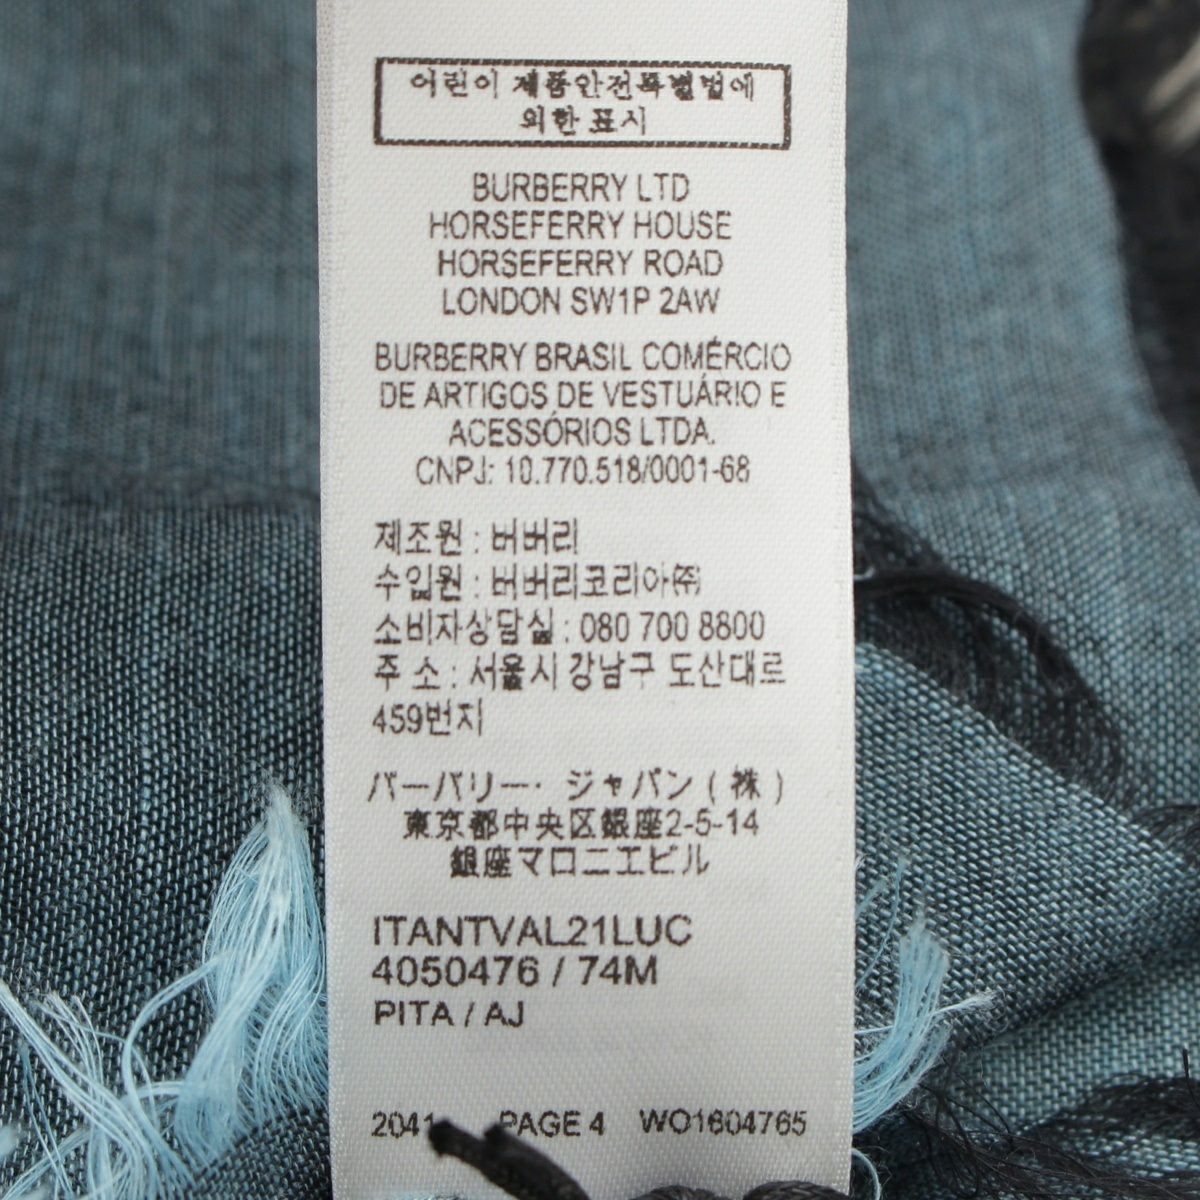 어린이 제품안전특별법에
의한 표시
BURBERRY LTD
HORSEFERRY HOUSE
HORSEFERRY ROAD
LONDON SW1P 2AW
BURBERRY BRASIL COMÉRCIO
DE ARTIGOS DE VESTUÁRIO E
ACESSÓRIOS LTDA.
CNPJ: 10.770.518/0001-68
제조원 : 버버리
수입원 : 버버리코리아㈜
소비자상담실 : 080 700 8800
주 소 : 서울시 강남구 도산대로
459번지
バーバリー・ジャパン(株)
東京都中央区銀座2-5-14
銀座マロニエビル
ITANTVAL21LUC
4050476 / 74M
PITA / AJ
2041 PAGE 4 WO1604765